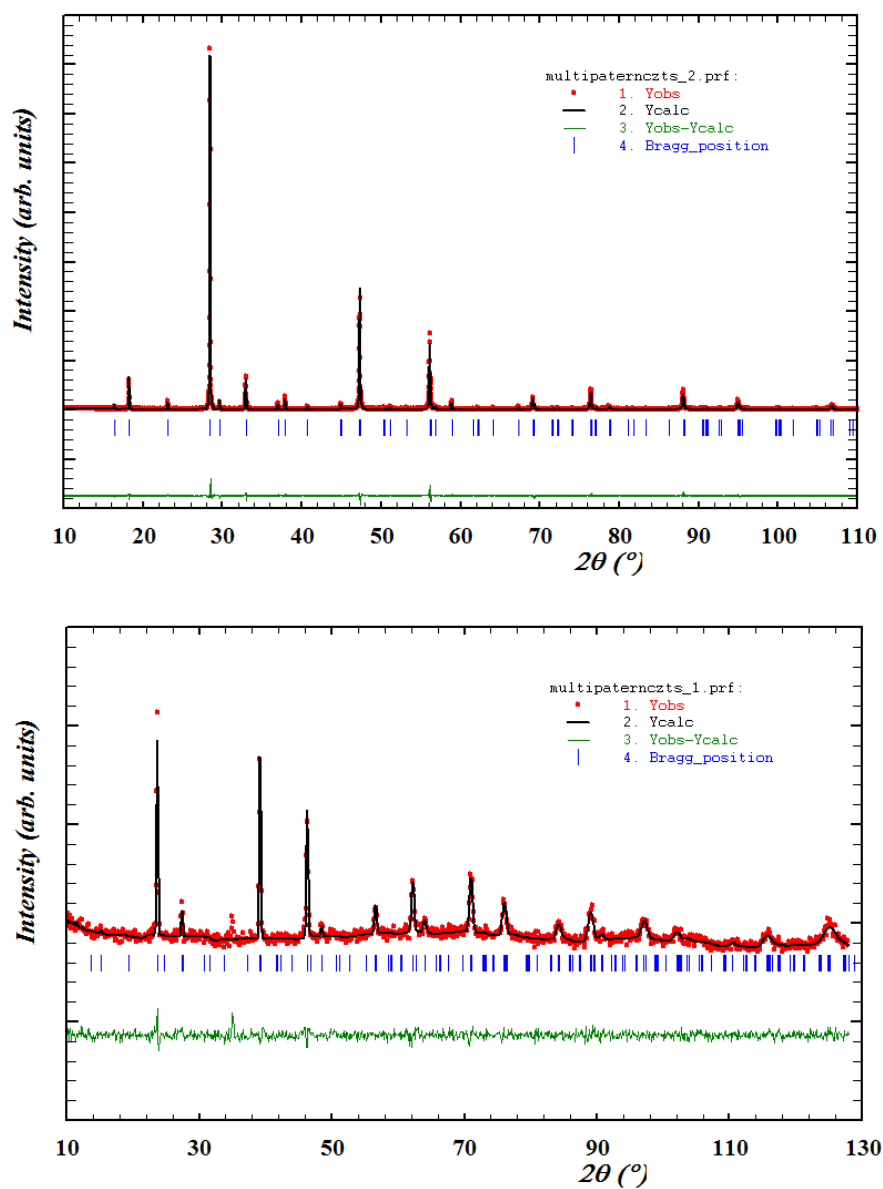 Intensity (arb. units)
multipaternczts_2.prf:
1. Yobs
2. Ycalc
3. Yobs-Ycalc
4. Bragg_position
10 20 30 40 50 60 70 80 90 100 110
2θ (°)
Intensity (arb. units)
multipaternczts_1.prf:
1. Yobs
2. Ycalc
3. Yobs-Ycalc
4. Bragg_position
10 30 50 70 90 110 130
2θ (°)